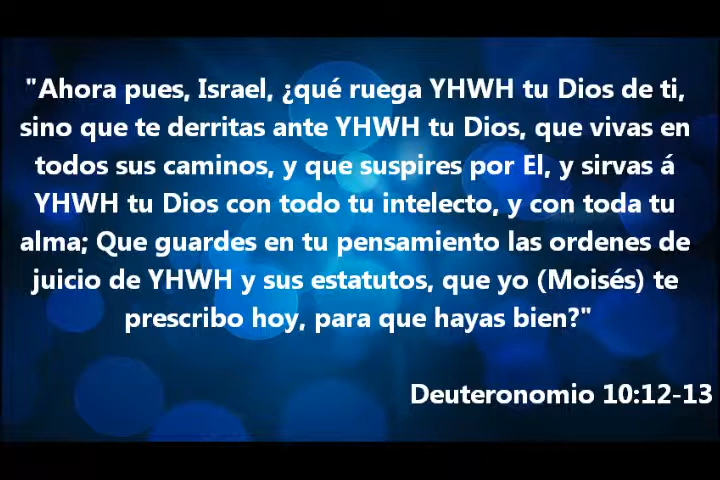 "Ahora pues, Israel, ¿qué ruega YHWH tu Dios de ti,
sino que te derritas ante YHWH tu Dios, que vivas en
todos sus caminos, y que suspires por El, y sirvas á
YHWH tu Dios con todo tu intelecto, y con toda tu
alma; Que guardes en tu pensamiento las ordenes de
juicio de YHWH y sus estatutos, que yo (Moisés) te
prescribo hoy, para que hayas bien?"
Deuteronomio 10:12-13